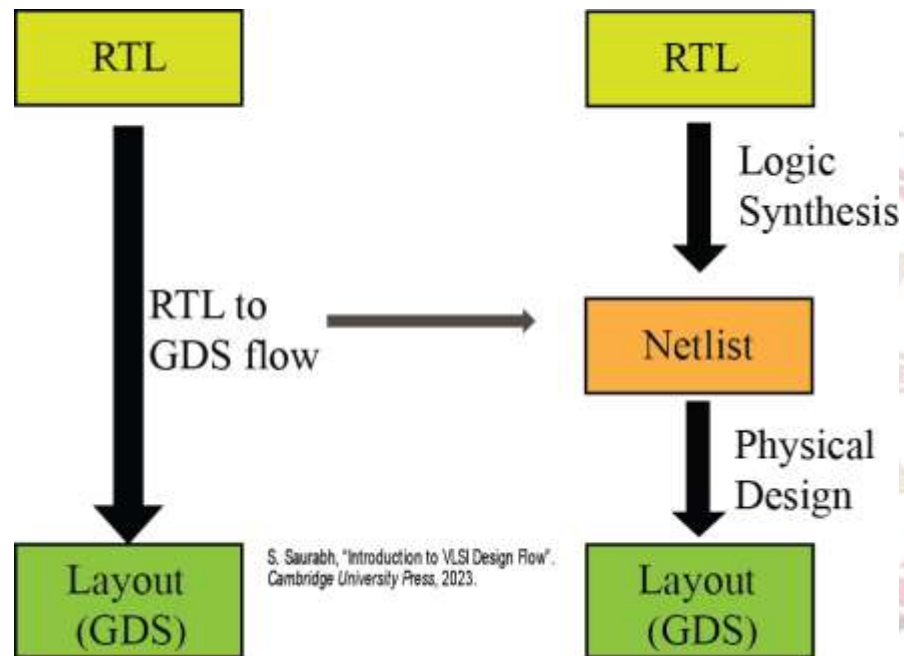 RTL
RTL to
GDS flow
Layout
(GDS)
S. Saurabh, "Introduction to VLSI Design Flow".
Cambridge University Press, 2023.
RTL
Logic
Synthesis
Netlist
Physical
Design
Layout
(GDS)